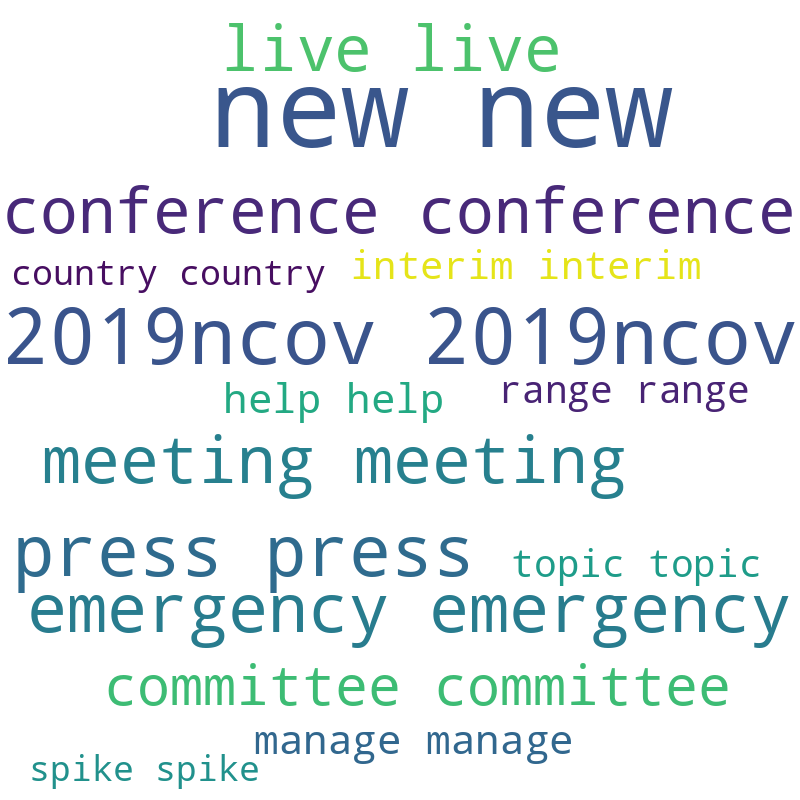 live live
new new
conference conference
country country interim interim
2019ncov 2019ncov
help help range range
meeting meeting
press press topic topic
emergency emergency
committee committee
manage manage
spike spike